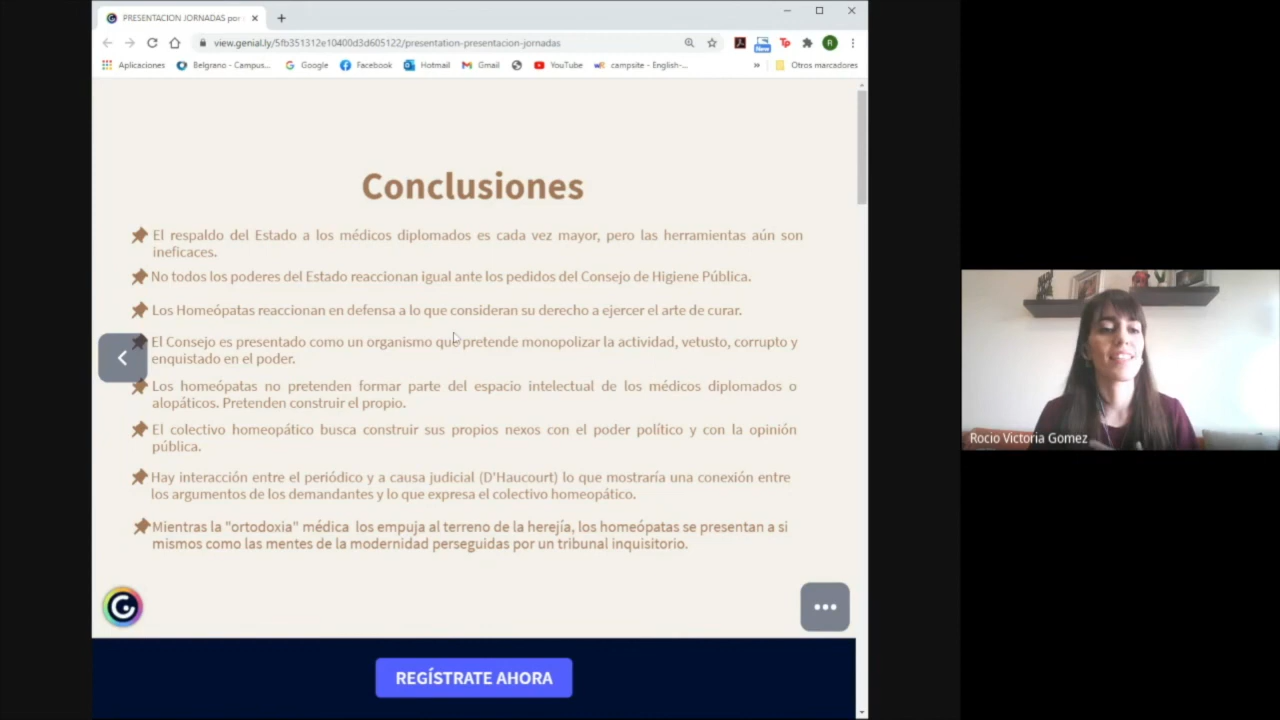 PRESENTACION JORNADAS por
view.genial.ly/5fb351312e10400d3d605122/presentation-presentacion-jornadas
New
Tp
R
Aplicaciones
Belgrano - Campus...
Google
Facebook
Hotmail
Gmail
YouTube
wR campsite - English-...
»
Otros marcadores
Conclusiones
El respaldo del Estado a los médicos diplomados es cada vez mayor, pero las herramientas aún son
ineficaces.
No todos los poderes del Estado reaccionan igual ante los pedidos del Consejo de Higiene Pública.
Los Homeópatas reaccionan en defensa a lo que consideran su derecho a ejercer el arte de curar.
El Consejo es presentado como un organismo que pretende monopolizar la actividad, vetusto, corrupto y
enquistado en el poder.
Los homeópatas no pretenden formar parte del espacio intelectual de los médicos diplomados o
alopáticos. Pretenden construir el propio.
El colectivo homeopático busca construir sus propios nexos con el poder político y con la opinión
pública.
Hay interacción entre el periódico y a causa judicial (D'Haucourt) lo que mostraría una conexión entre
los argumentos de los demandantes y lo que expresa el colectivo homeopático.
Mientras la "ortodoxia" médica los empuja al terreno de la herejía, los homeópatas se presentan a si
mismos como las mentes de la modernidad perseguidas por un tribunal inquisitorio.
REGÍSTRATE AHORA
Rocio Victoria Gomez